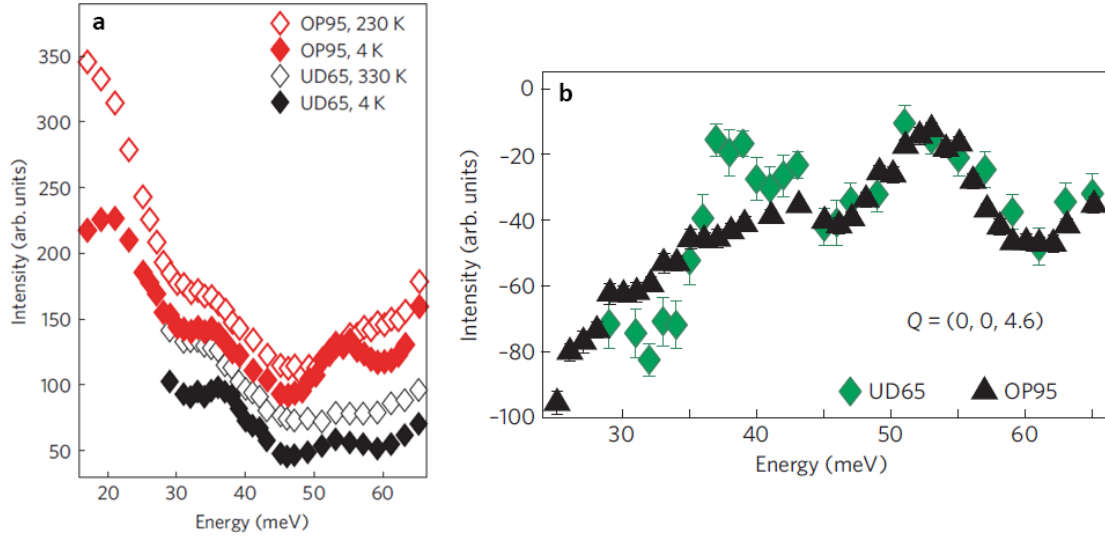 a
OP95, 230 K
OP95, 4 K
UD65, 330 K
UD65, 4 K
350
300
250
200
150
100
50
Intensity (arb. units)
20 30 40 50 60
Energy (meV)
b
0
-20
-40
-60
-80
-100
Intensity (arb. units)
Q = (0, 0, 4.6)
UD65 OP95
30 40 50 60
Energy (meV)